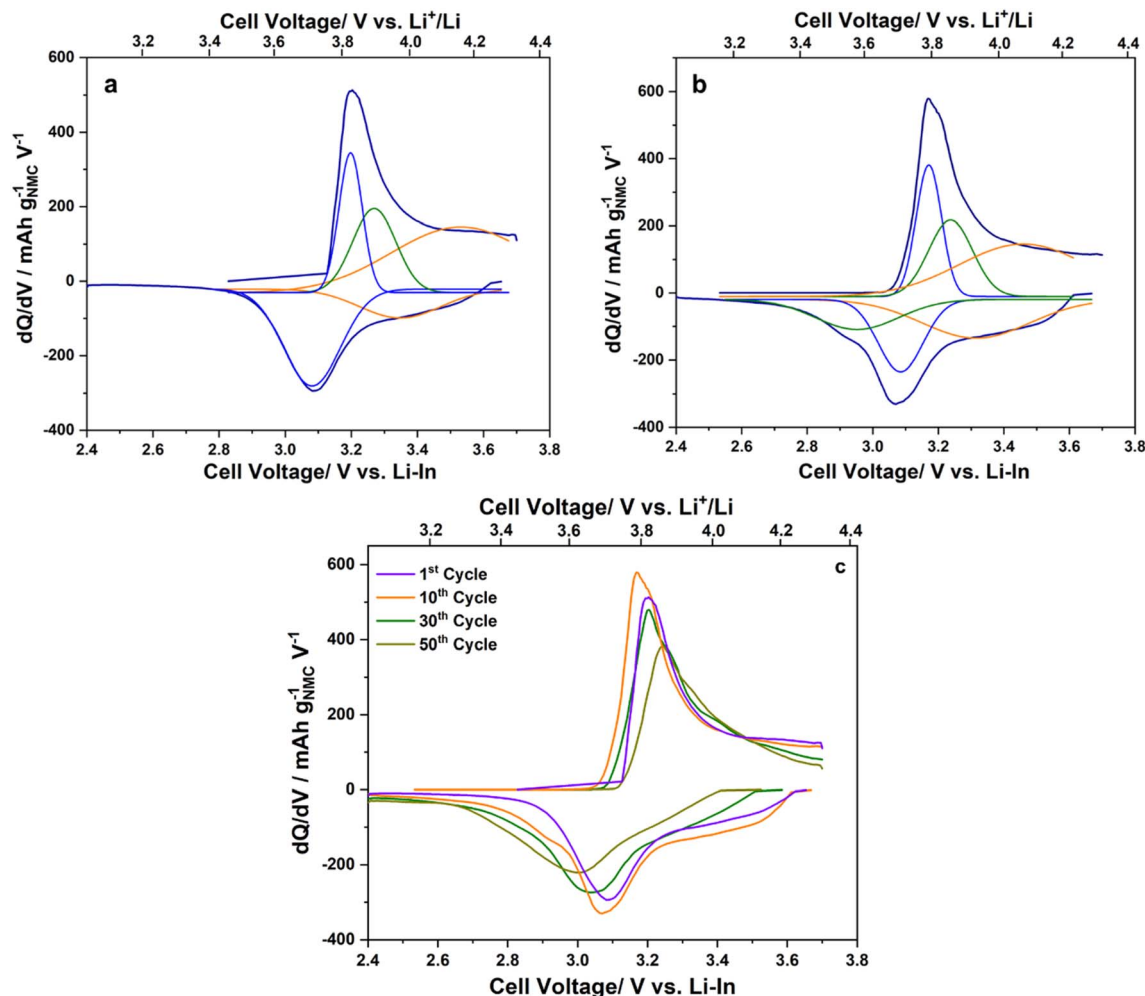 Cell Voltage/ V vs. Li⁺/Li
3.2 3.4 3.6 3.8 4.0 4.2 4.4
a
600
400
200
0
-200
-400
dQ/dV / mAh g⁻¹NMC V⁻¹
2.4 2.6 2.8 3.0 3.2 3.4 3.6 3.8
Cell Voltage/ V vs. Li-In
Cell Voltage/ V vs. Li⁺/Li
3.2 3.4 3.6 3.8 4.0 4.2 4.4
b
600
400
200
0
-200
-400
dQ/dV / mAh g⁻¹NMC V⁻¹
2.4 2.6 2.8 3.0 3.2 3.4 3.6 3.8
Cell Voltage/ V vs. Li-In
Cell Voltage/ V vs. Li⁺/Li
3.2 3.4 3.6 3.8 4.0 4.2 4.4
c
1st Cycle
10th Cycle
30th Cycle
50th Cycle
600
400
200
0
-200
-400
dQ/dV / mAh g⁻¹NMC V⁻¹
2.4 2.6 2.8 3.0 3.2 3.4 3.6 3.8
Cell Voltage/ V vs. Li-In